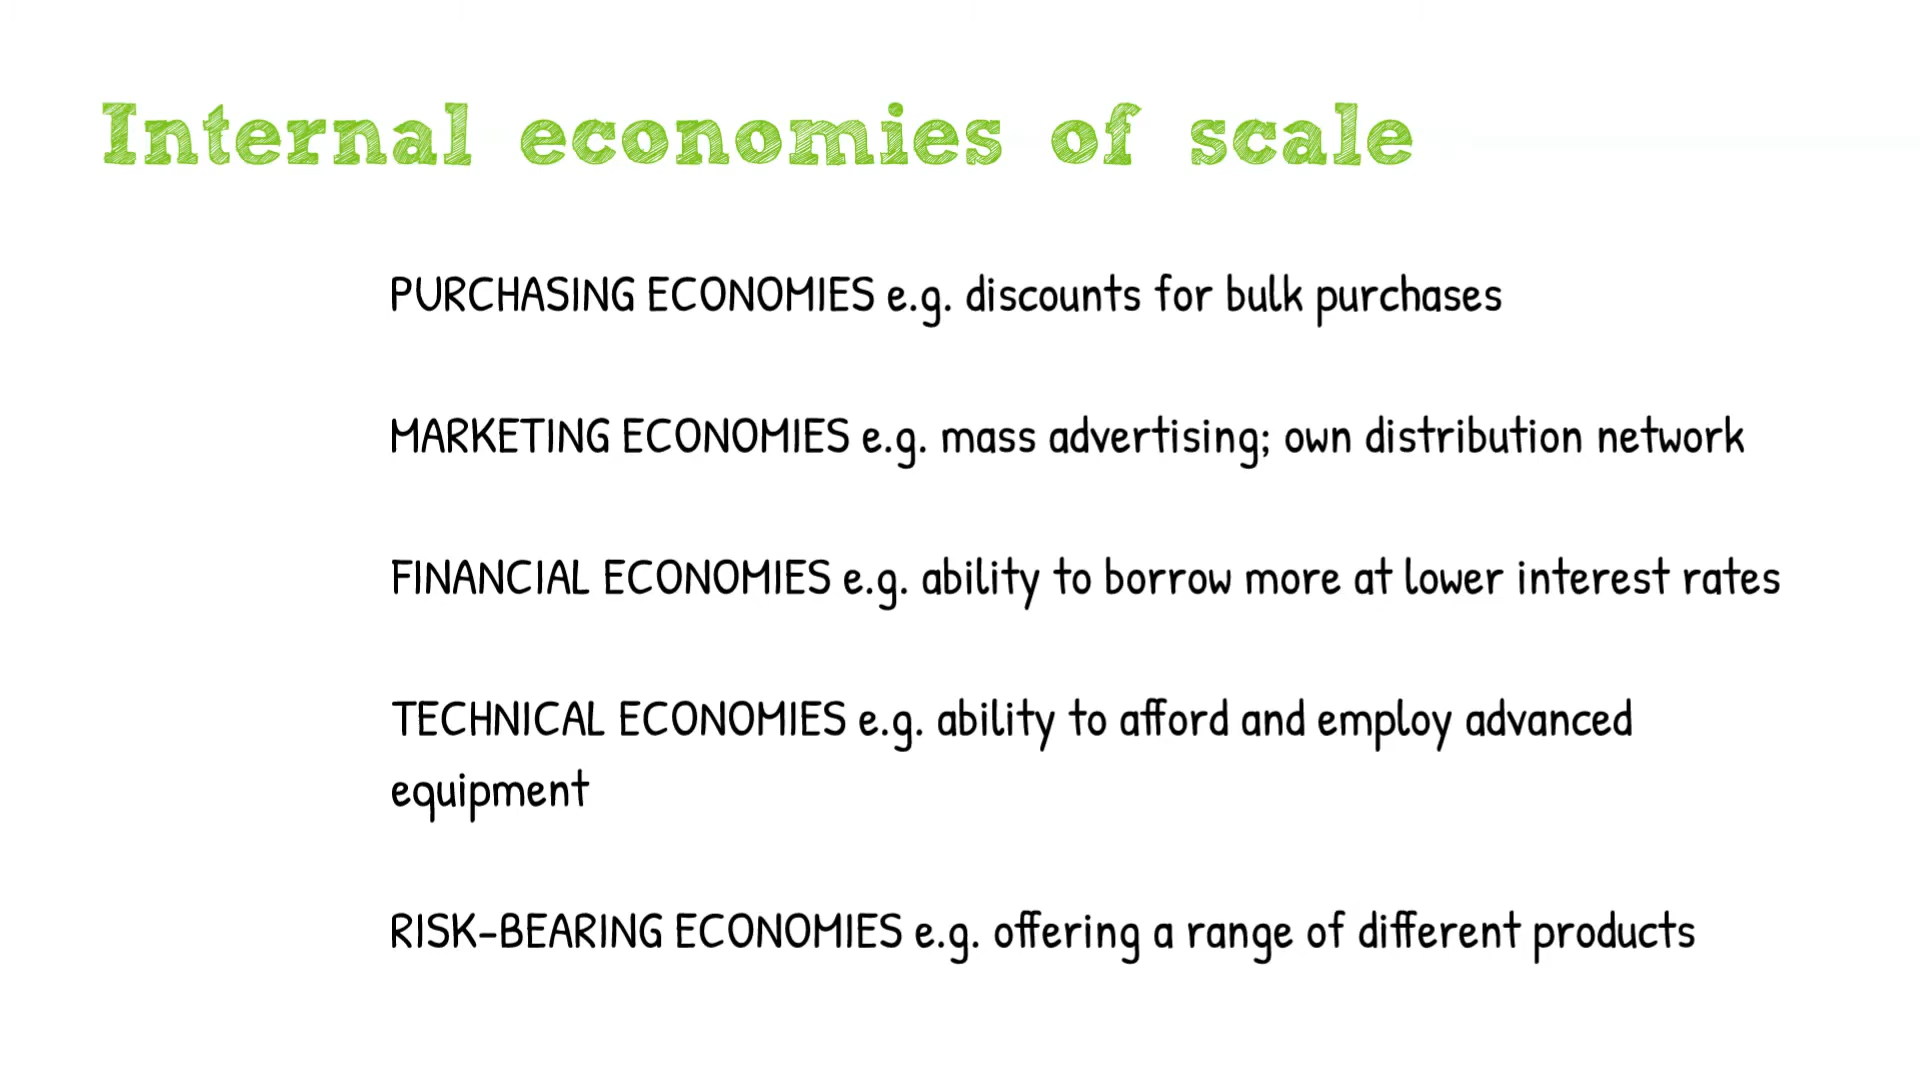 Internal economies of scale
PURCHASING ECONOMIES e.g. discounts for bulk purchases
MARKETING ECONOMIES e.g. mass advertising; own distribution network
FINANCIAL ECONOMIES e.g. ability to borrow more at lower interest rates
TECHNICAL ECONOMIES e.g. ability to afford and employ advanced
equipment
RISK-BEARING ECONOMIES e.g. offering a range of different products